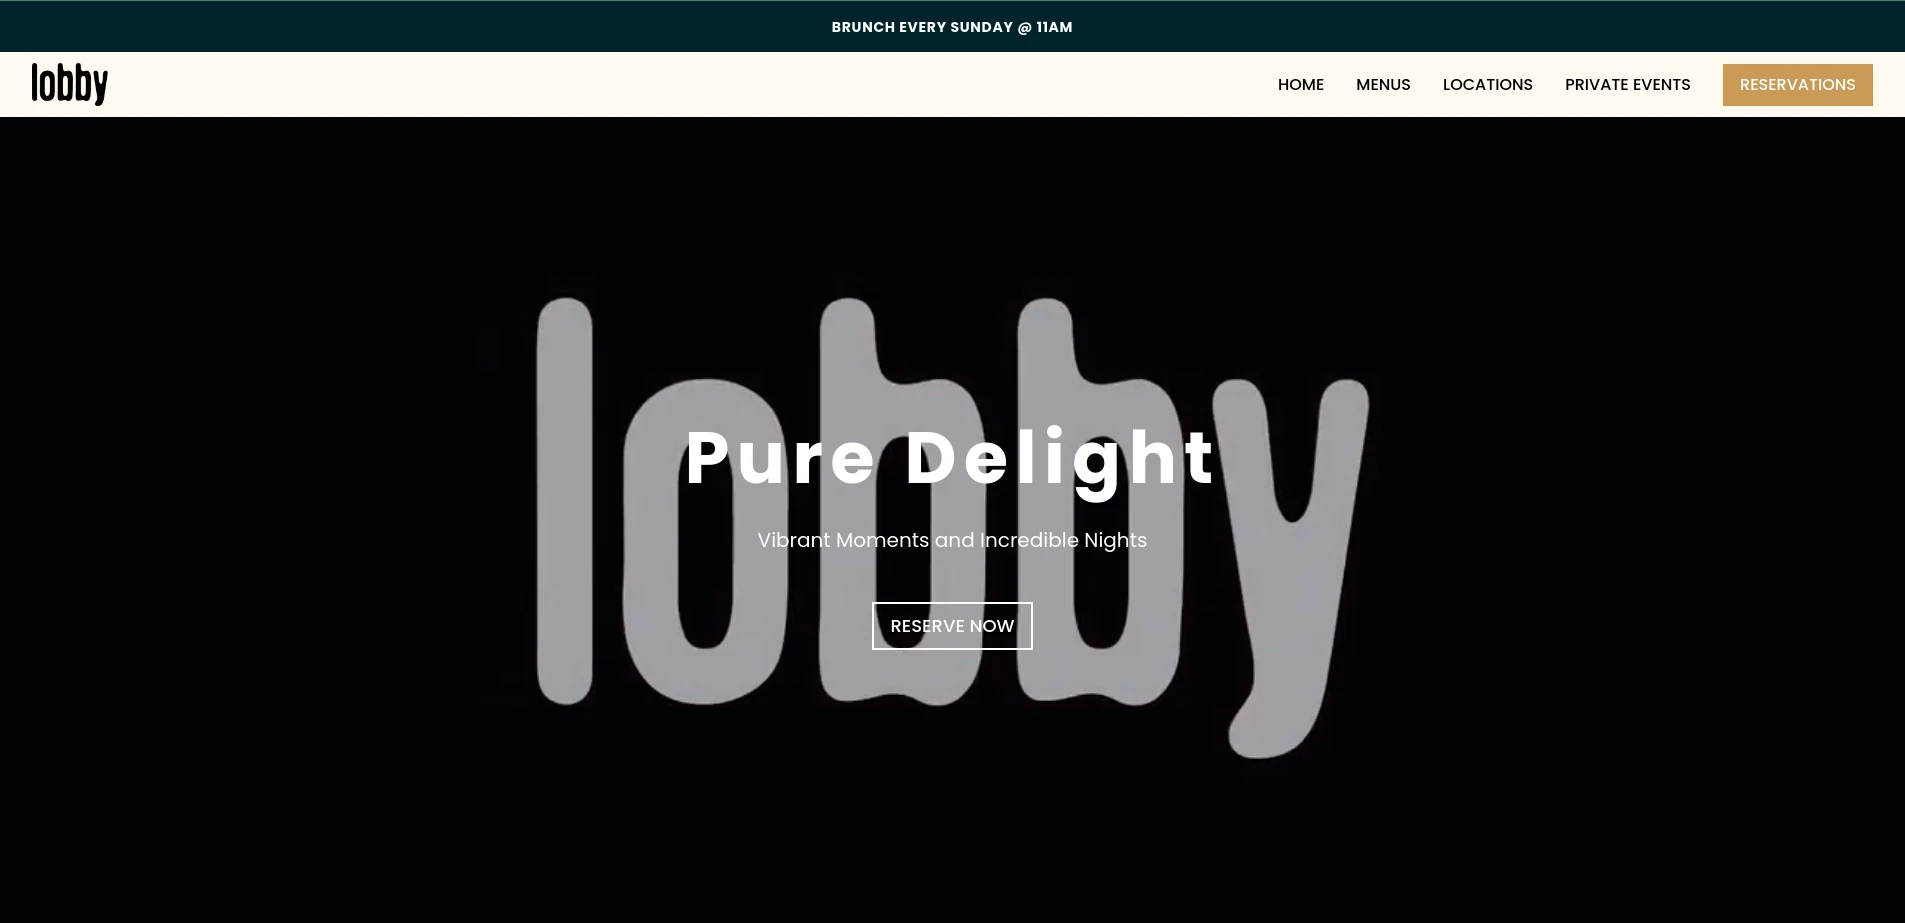 BRUNCH EVERY SUNDAY @ 11AM
lobby
HOME MENUS LOCATIONS PRIVATE EVENTS RESERVATIONS
lobby
Pure Delight
Vibrant Moments and Incredible Nights
RESERVE NOW